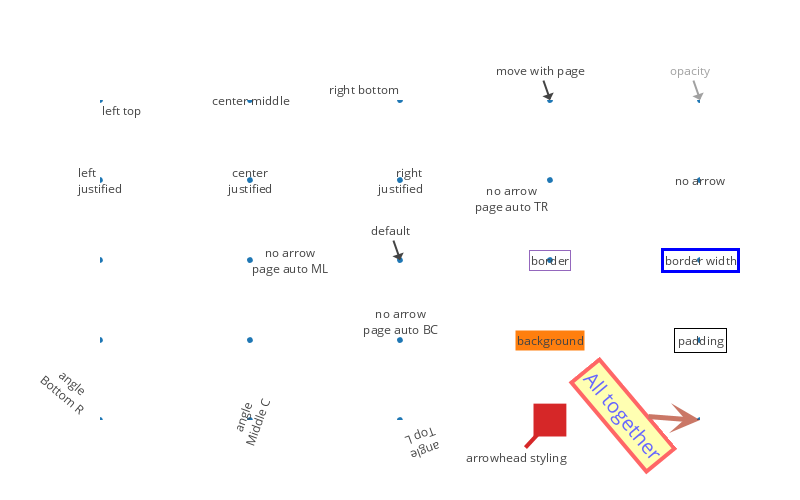 move with page
opacity
right bottom
center middle
left top
left
justified
center
justified
right
justified
no arrow
page auto TR
no arrow
default
no arrow
page auto ML
border
border width
no arrow
page auto BC
background
padding
angle
Bottom R
angle
Middle C
angle
Top L
arrowhead styling
All together